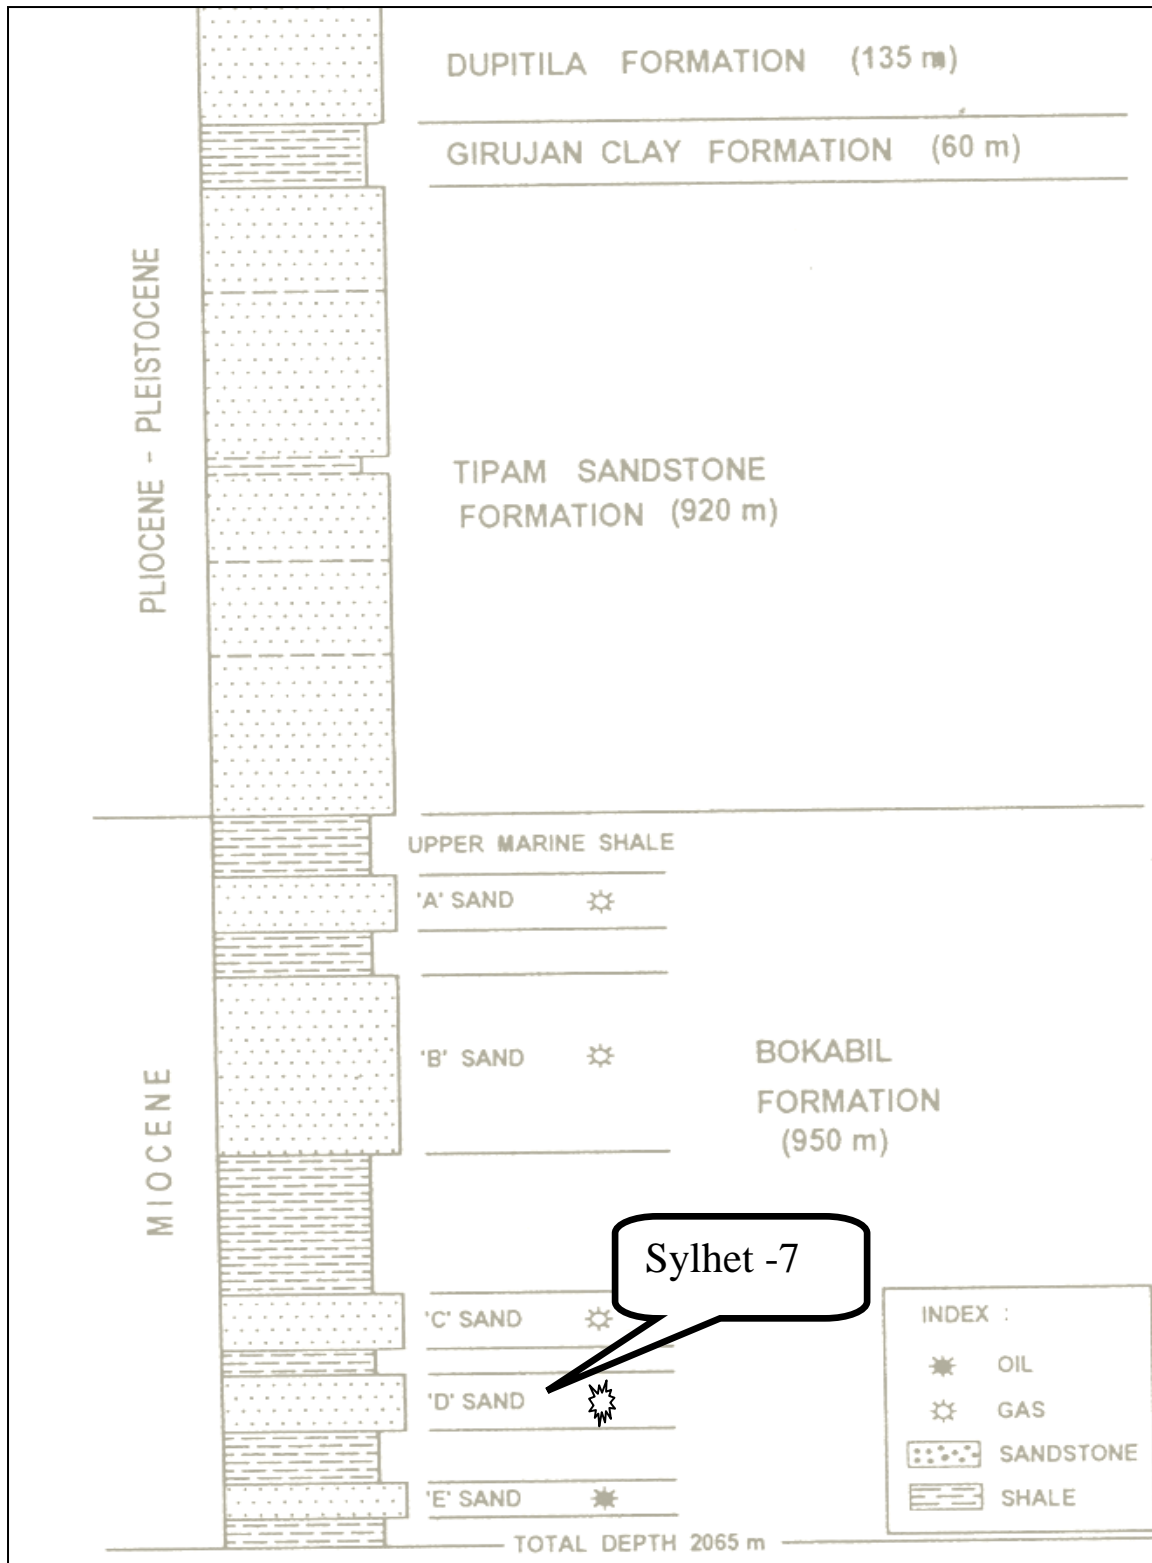 DUPITILA FORMATION (135 m)
GIRUJAN CLAY FORMATION (60 m)
PLIOCENE - PLEISTOCENE
TIPAM SANDSTONE
FORMATION (920 m)
UPPER MARINE SHALE
'A' SAND
'B' SAND
BOKABIL
FORMATION
(950 m)
MIOCENE
Sylhet -7
'C' SAND
'D' SAND
'E' SAND
INDEX :
OIL
GAS
SANDSTONE
SHALE
TOTAL DEPTH 2065 m